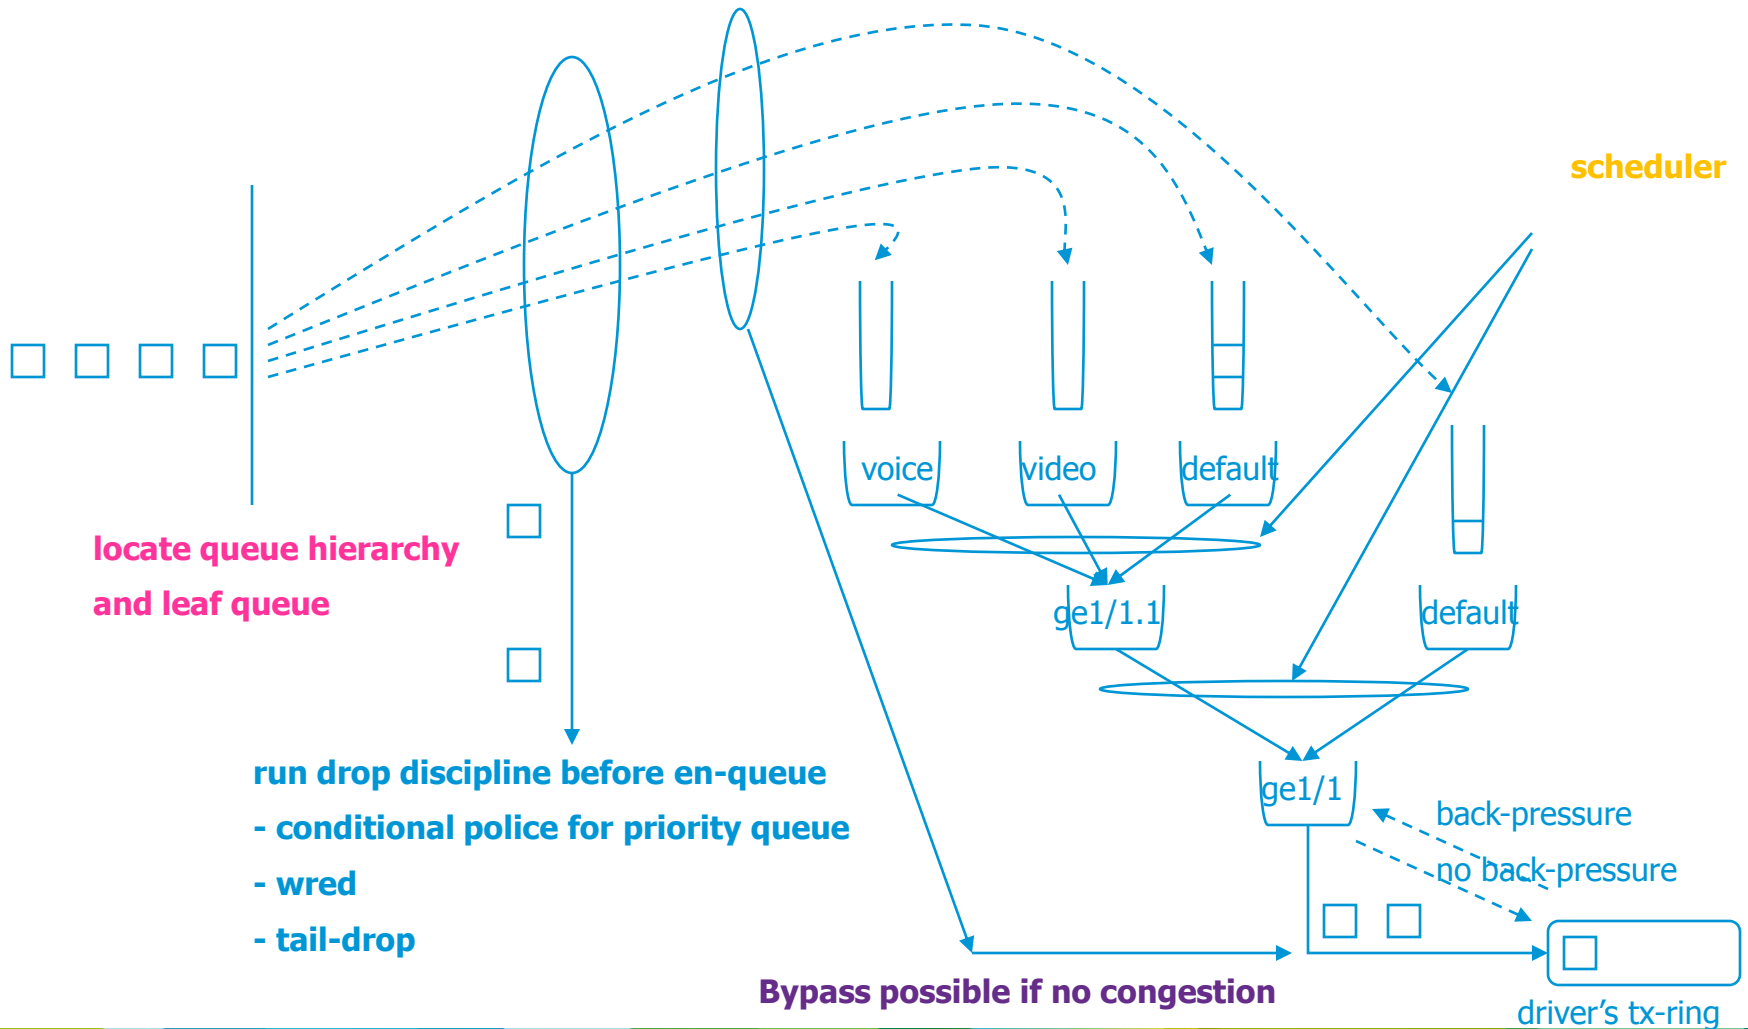 scheduler
voice
video
default
locate queue hierarchy
and leaf queue
ge1/1.1
default
run drop discipline before en-queue
- conditional police for priority queue
- wred
- tail-drop
ge1/1
back-pressure
no back-pressure
Bypass possible if no congestion
driver's tx-ring